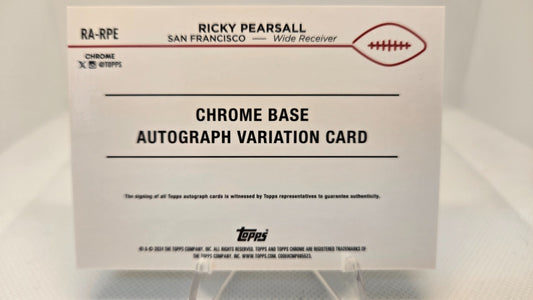 RA-RPE
RICKY PEARSALL
SAN FRANCISCO — Wide Receiver
CHROME
@TOPPS
CHROME BASE
AUTOGRAPH VARIATION CARD
The signing of all Topps autograph cards is witnessed by Topps representatives to guarantee authenticity.
Topps
® & © 2024 THE TOPPS COMPANY, INC. ALL RIGHTS RESERVED. TOPPS AND TOPPS CHROME ARE REGISTERED TRADEMARKS OF
THE TOPPS COMPANY, INC. WWW.TOPPS.COM.